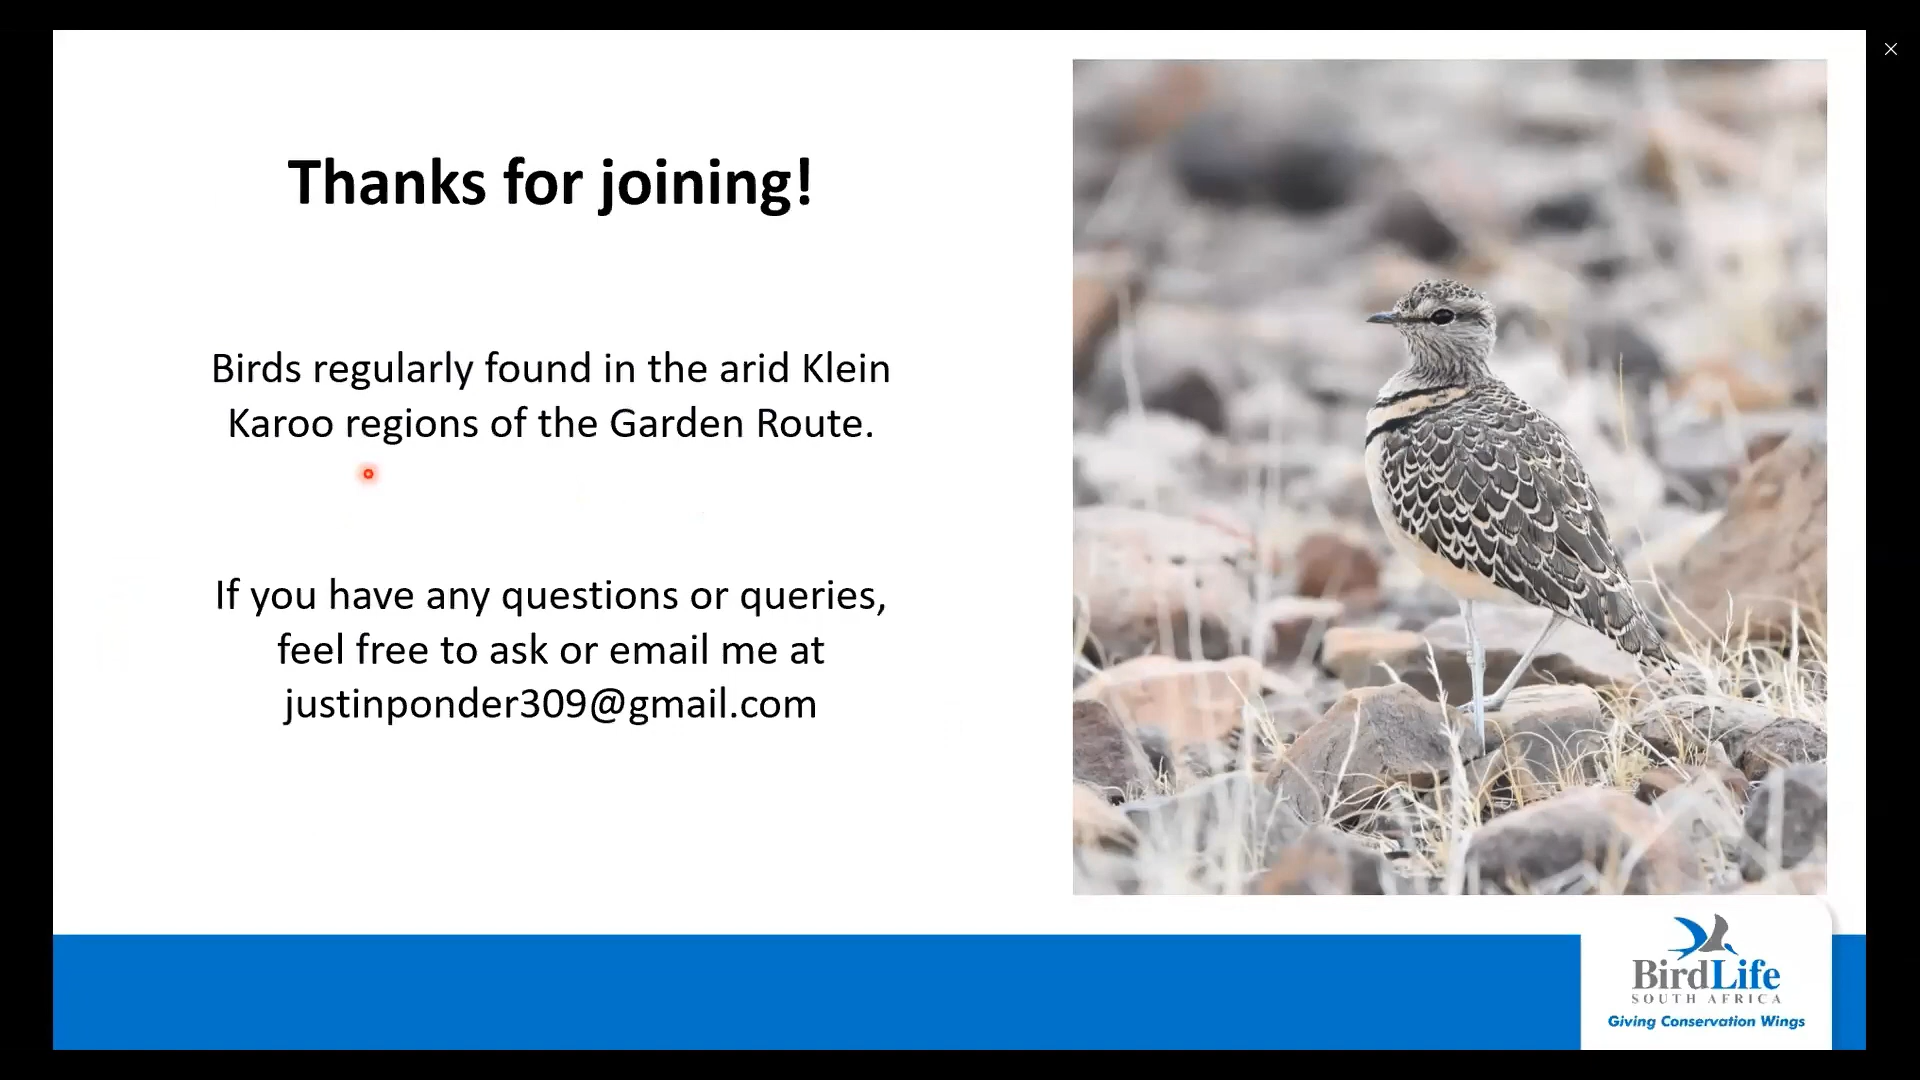 Thanks for joining!
Birds regularly found in the arid Klein
Karoo regions of the Garden Route.
If you have any questions or queries,
feel free to ask or email me at
justinponder309@gmail.com
BirdLife
SOUTH AFRICA
Giving Conservation Wings